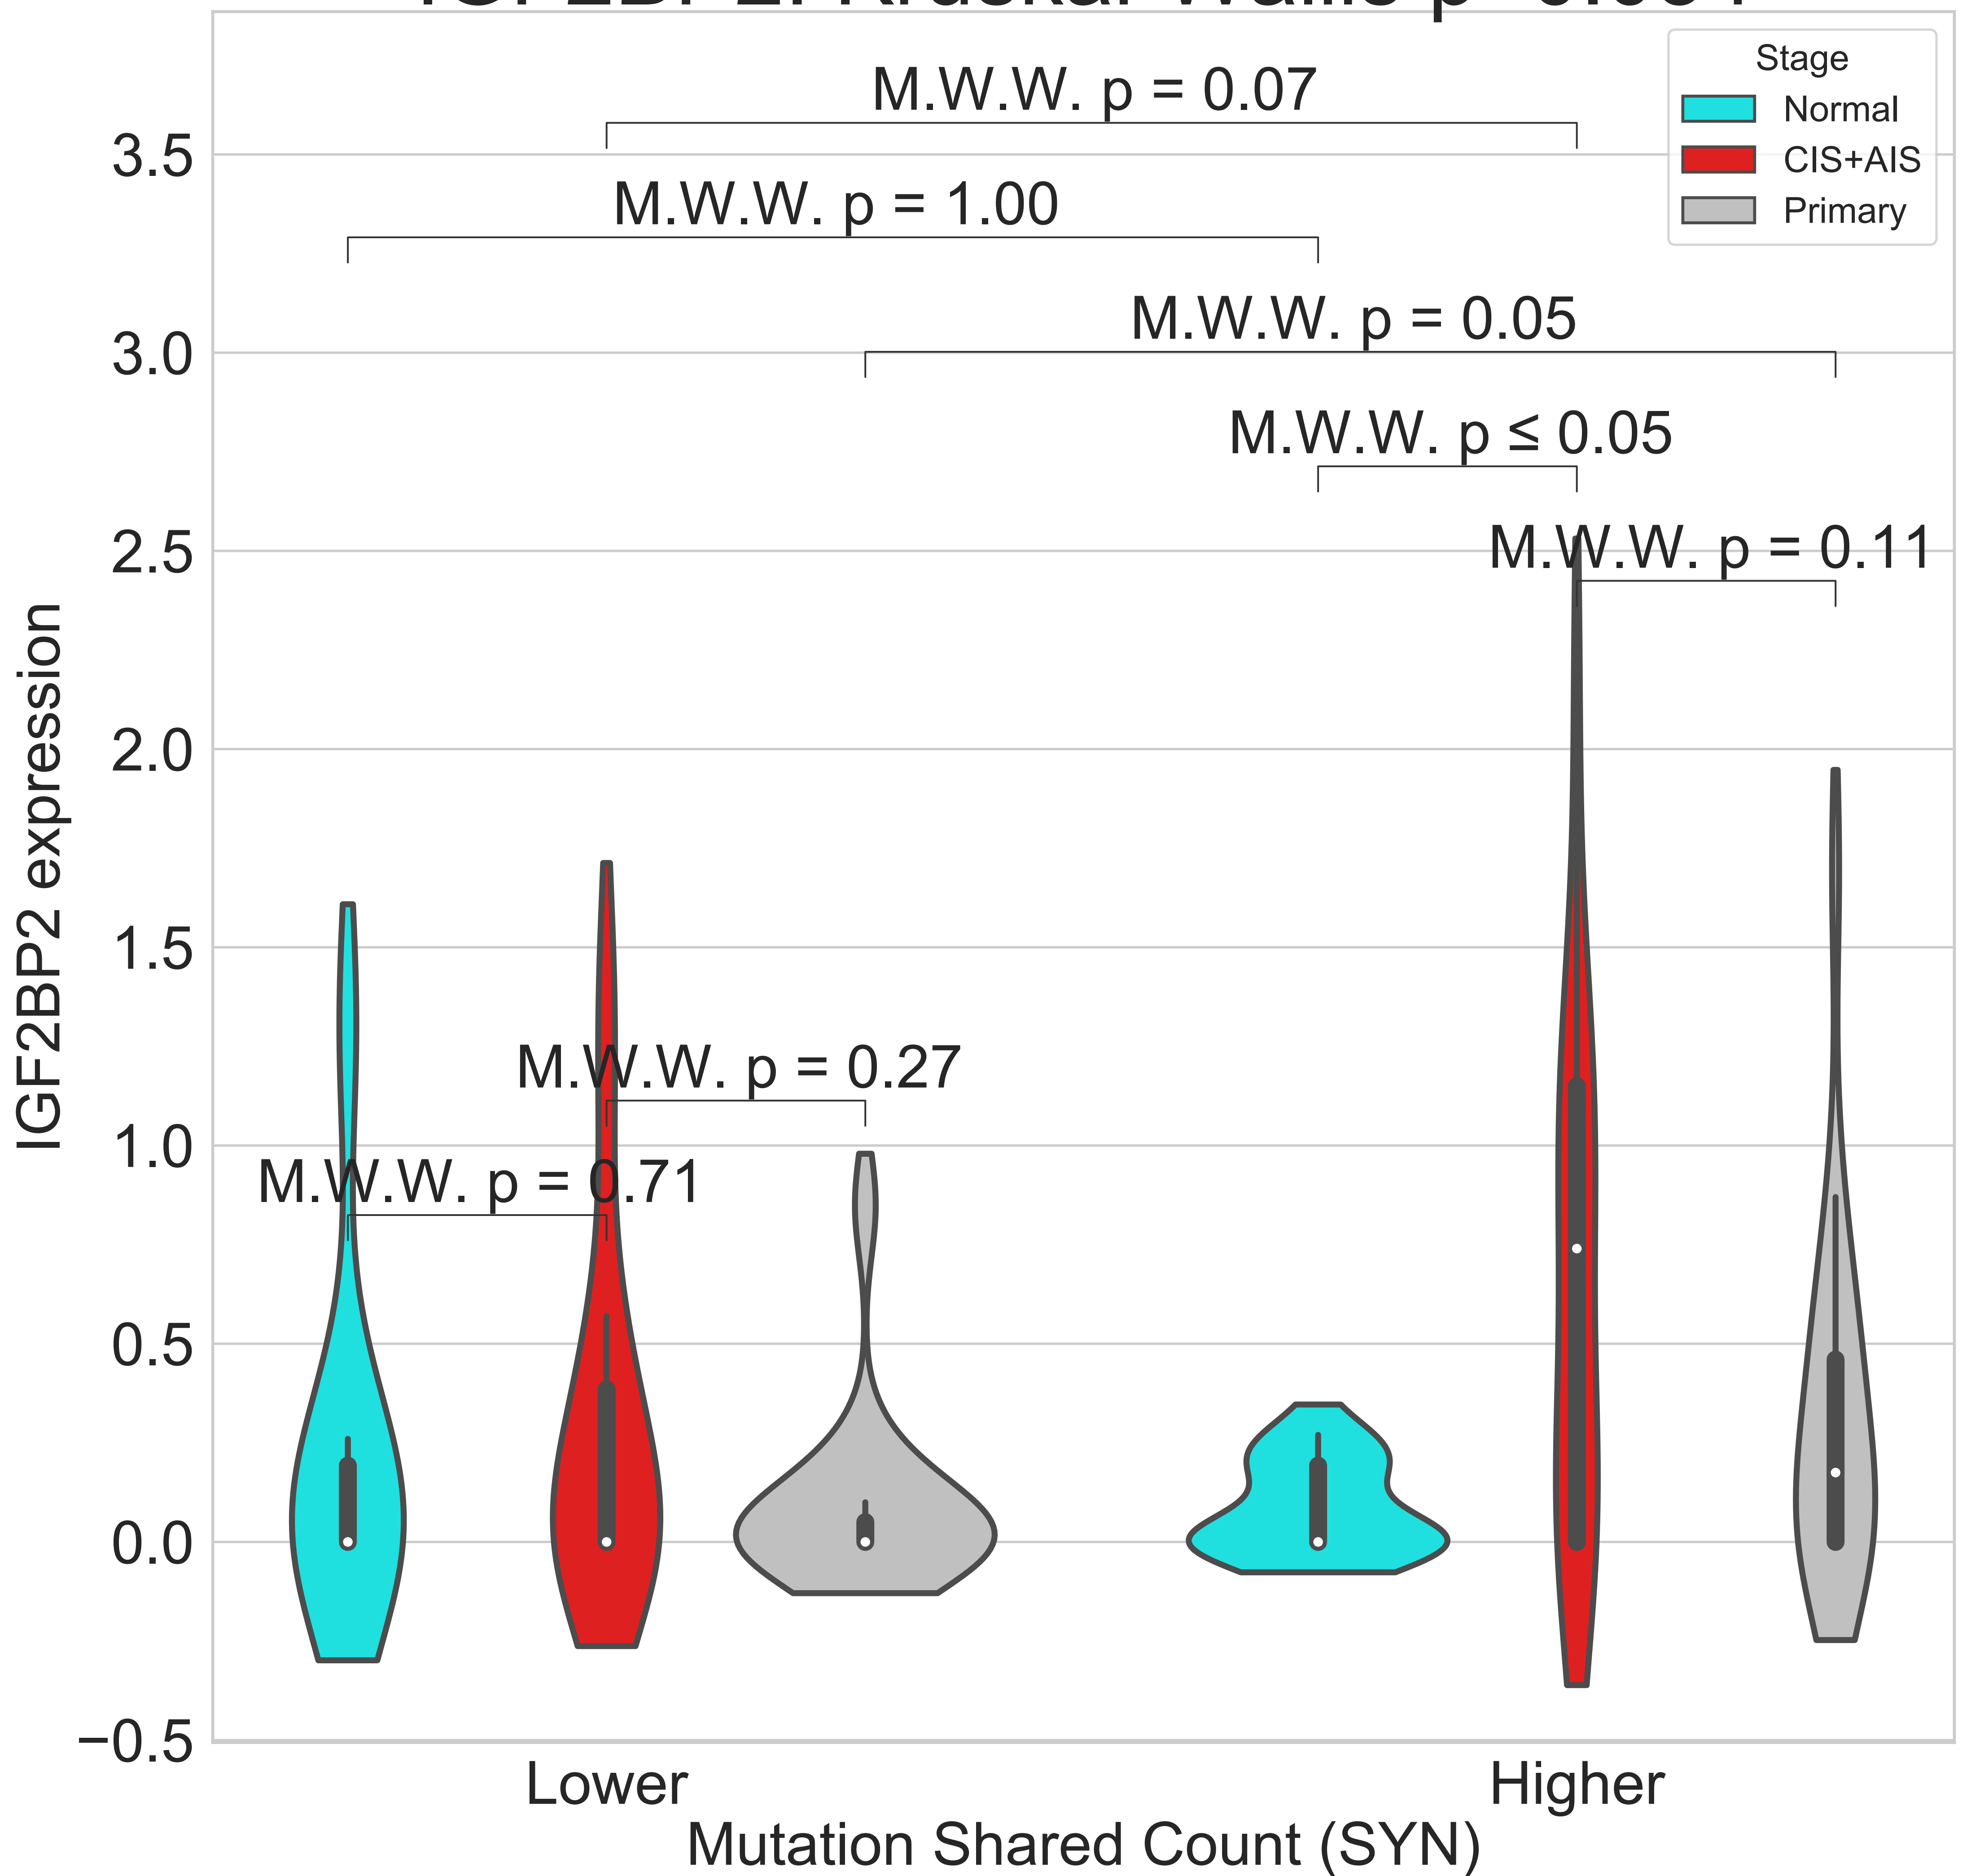 Stage
Normal
CIS+AIS
Primary
M.W.W. p = 0.07
M.W.W. p = 1.00
M.W.W. p = 0.05
M.W.W. p ≤ 0.05
M.W.W. p = 0.11
M.W.W. p = 0.27
M.W.W. p = 0.71
3.5
3.0
2.5
2.0
1.5
1.0
0.5
0.0
−0.5
IGF2BP2 expression
Lower
Higher
Mutation Shared Count (SYN)